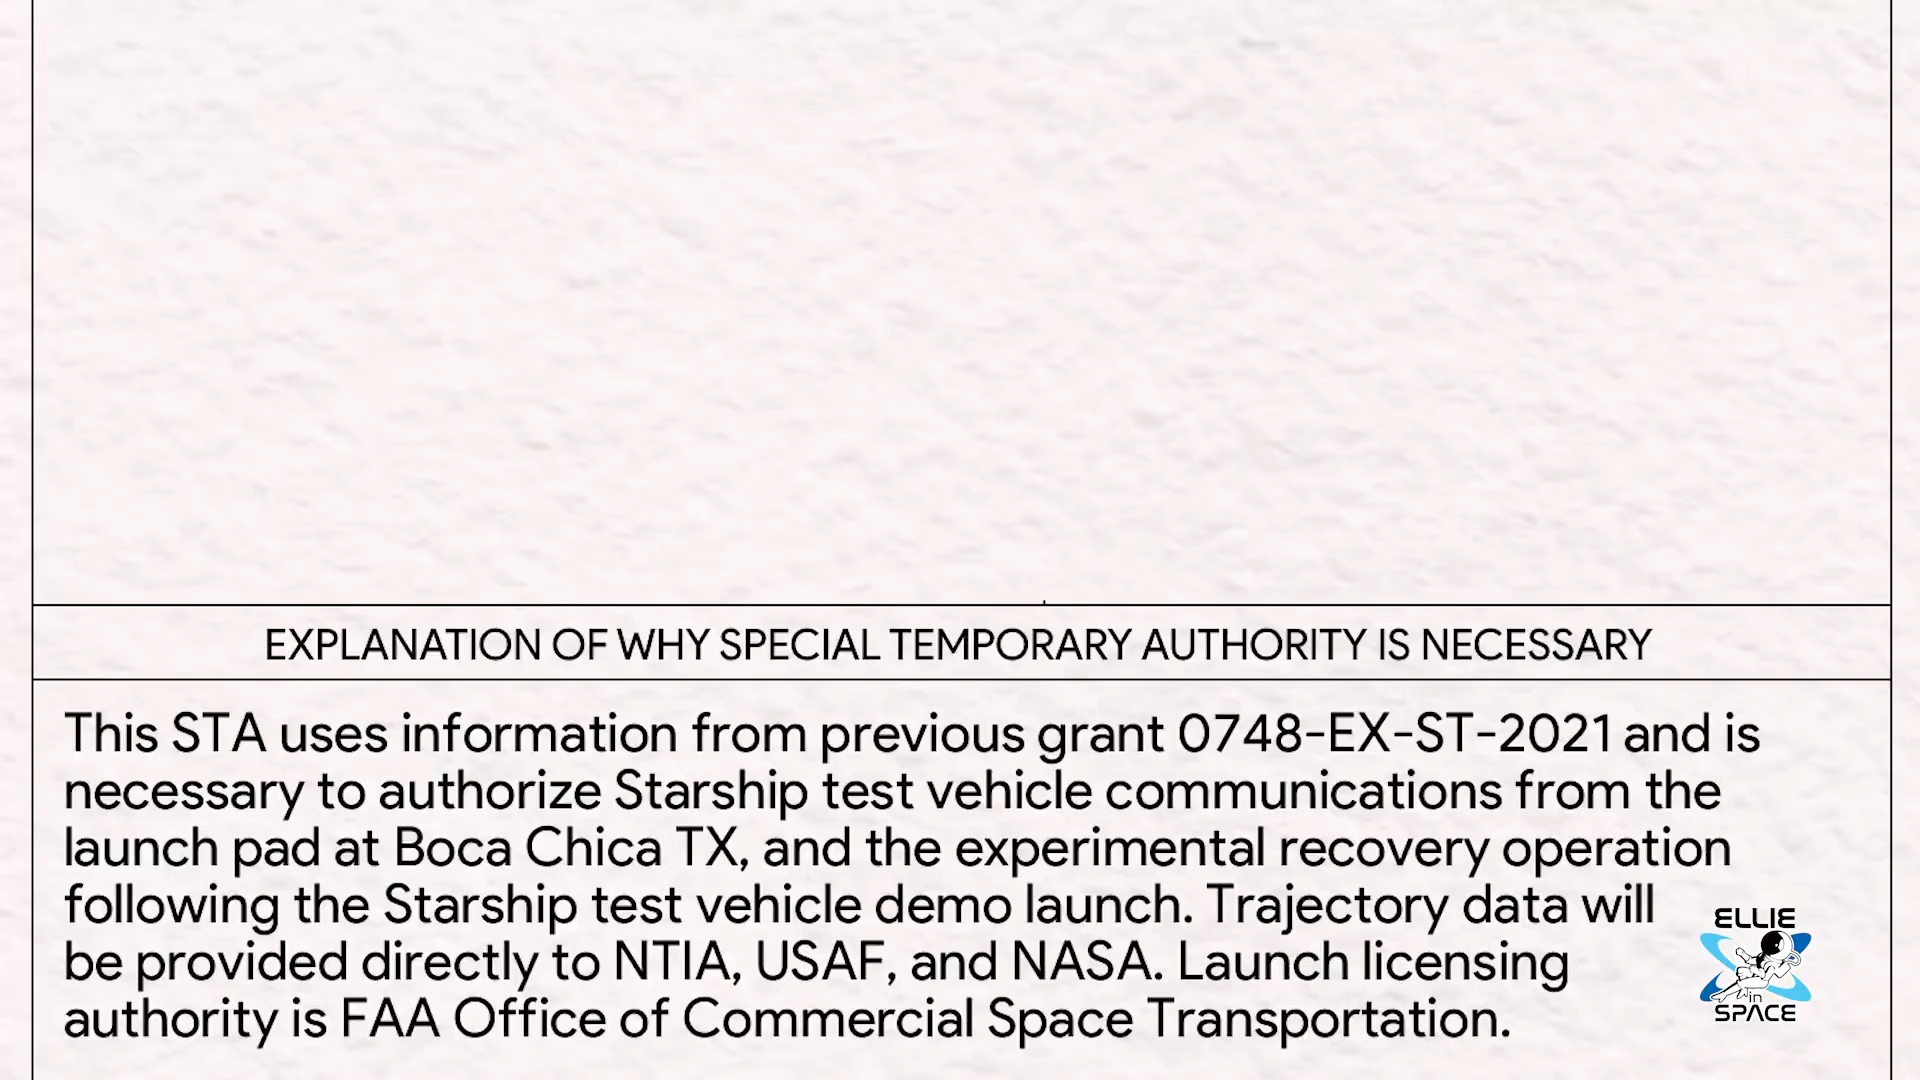 EXPLANATION OF WHY SPECIAL TEMPORARY AUTHORITY IS NECESSARY
This STA uses information from previous grant 0748-EX-ST-2021 and is
necessary to authorize Starship test vehicle communications from the
launch pad at Boca Chica TX, and the experimental recovery operation
following the Starship test vehicle demo launch. Trajectory data will
be provided directly to NTIA, USAF, and NASA. Launch licensing
authority is FAA Office of Commercial Space Transportation.
ELLIE
in
SPACE